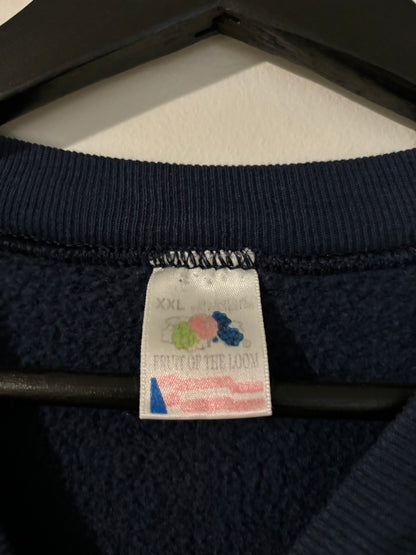 XXL
FRUIT OF THE LOOM